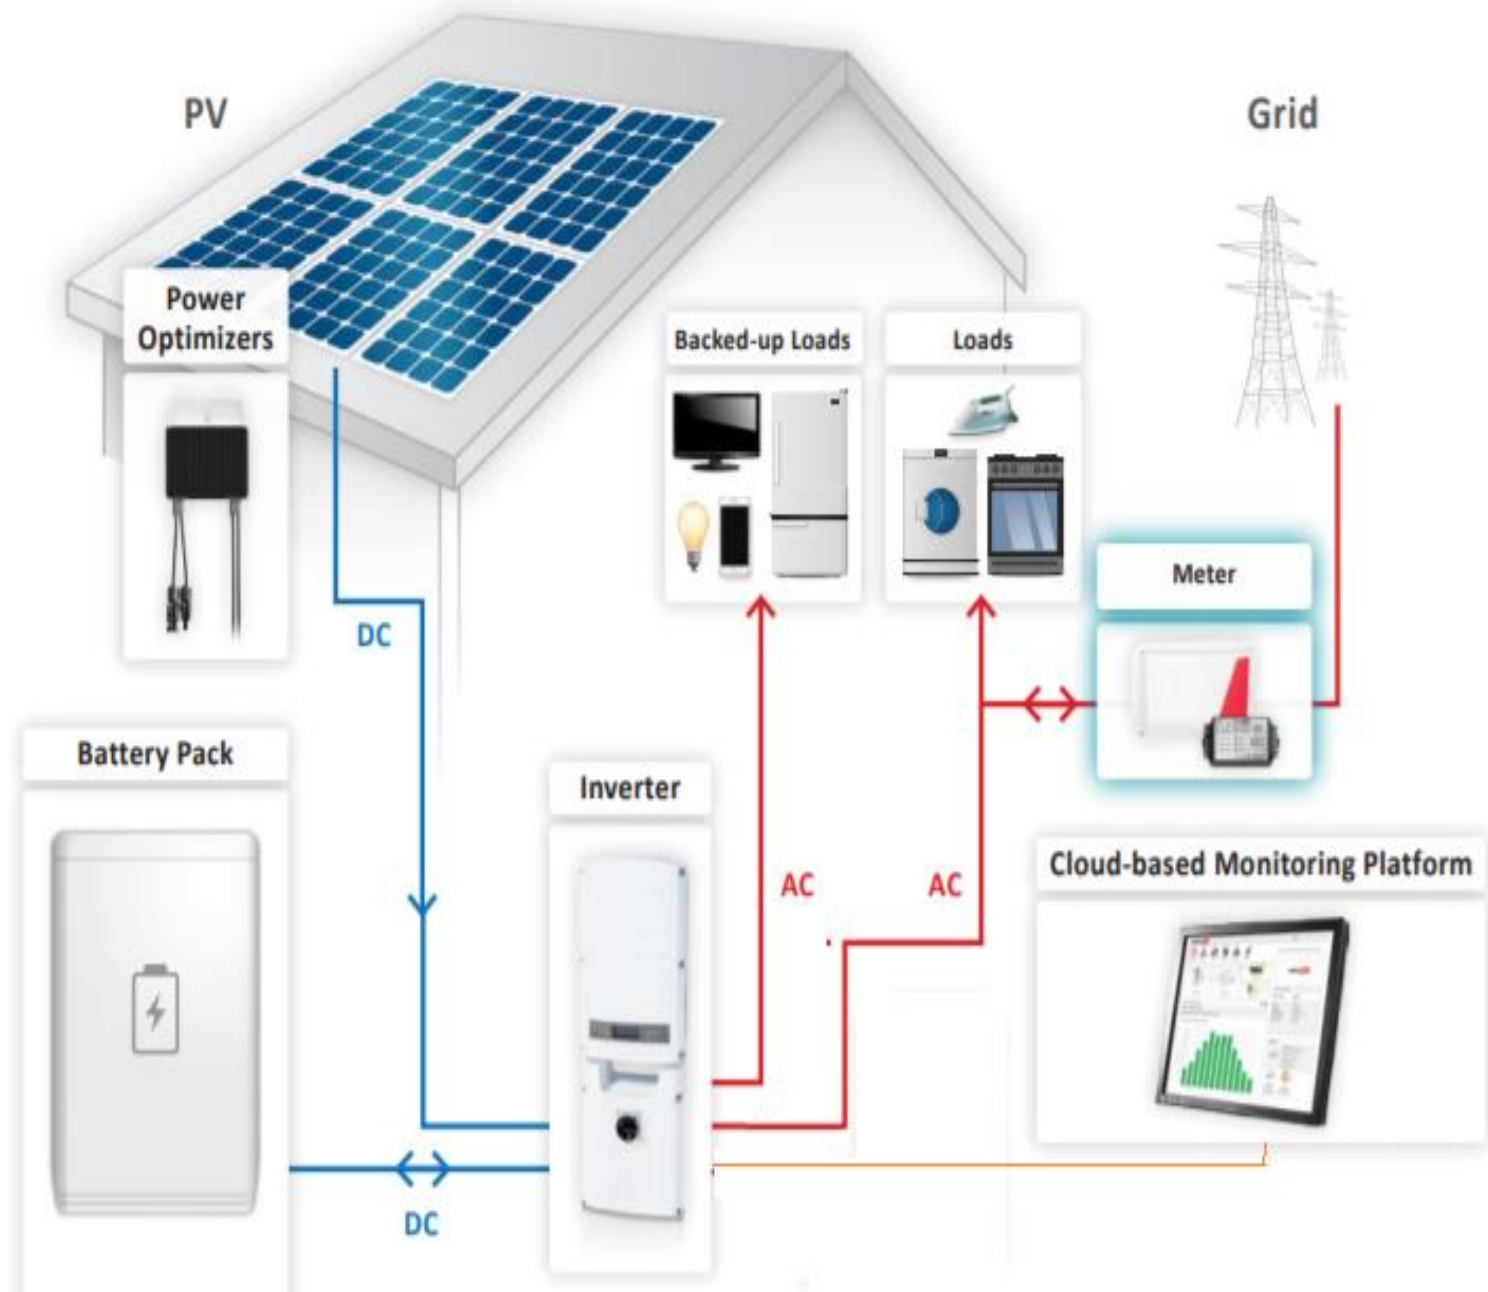 PV
Grid
Power
Optimizers
Backed-up Loads
Loads
Meter
DC
Battery Pack
Inverter
AC
AC
Cloud-based Monitoring Platform
DC